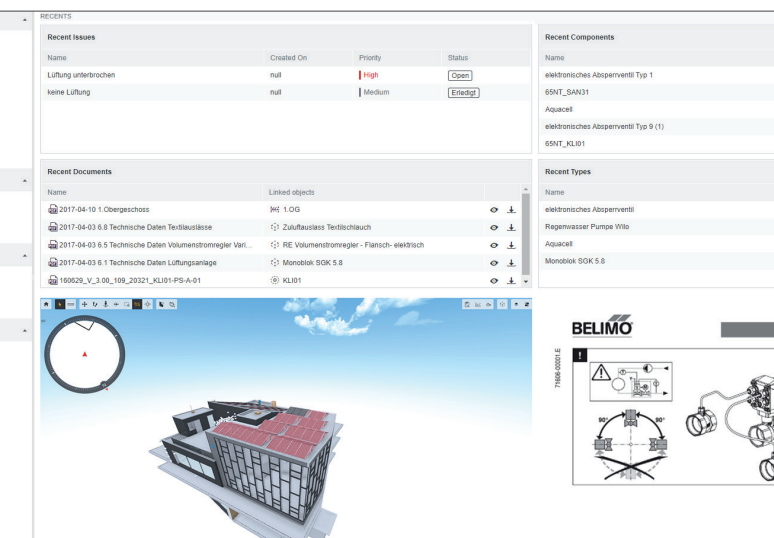 RECENTS
Recent Issues
Name Created On Priority Status
Lüftung unterbrochen null High Open
keine Lüftung null Medium Erledigt
Recent Components
Name
elektronisches Absperrventil Typ 1
65NT_SAN31
Aquacell
elektronisches Absperrventil Typ 9 (1)
65NT_KLI01
Recent Documents
Name Linked objects
2017-04-10 1.Obergeschoss 1.OG
2017-04-03 6.8 Technische Daten Textilauslässe Zuluftauslass Textilschlauch
2017-04-03 6.5 Technische Daten Volumenstromregler Vari... RE Volumenstromregler - Flansch- elektrisch
2017-04-03 6.1 Technische Daten Lüftungsanlage Monoblok SGK 5.8
160629_V_3.00_109_20321_KLI01-PS-A-01 KLI01
Recent Types
Name
elektronisches Absperrventil
Regenwasser Pumpe Wilo
Aquacell
Monoblok SGK 5.8
BELIMO
71606-00001.E
!
90° 90°